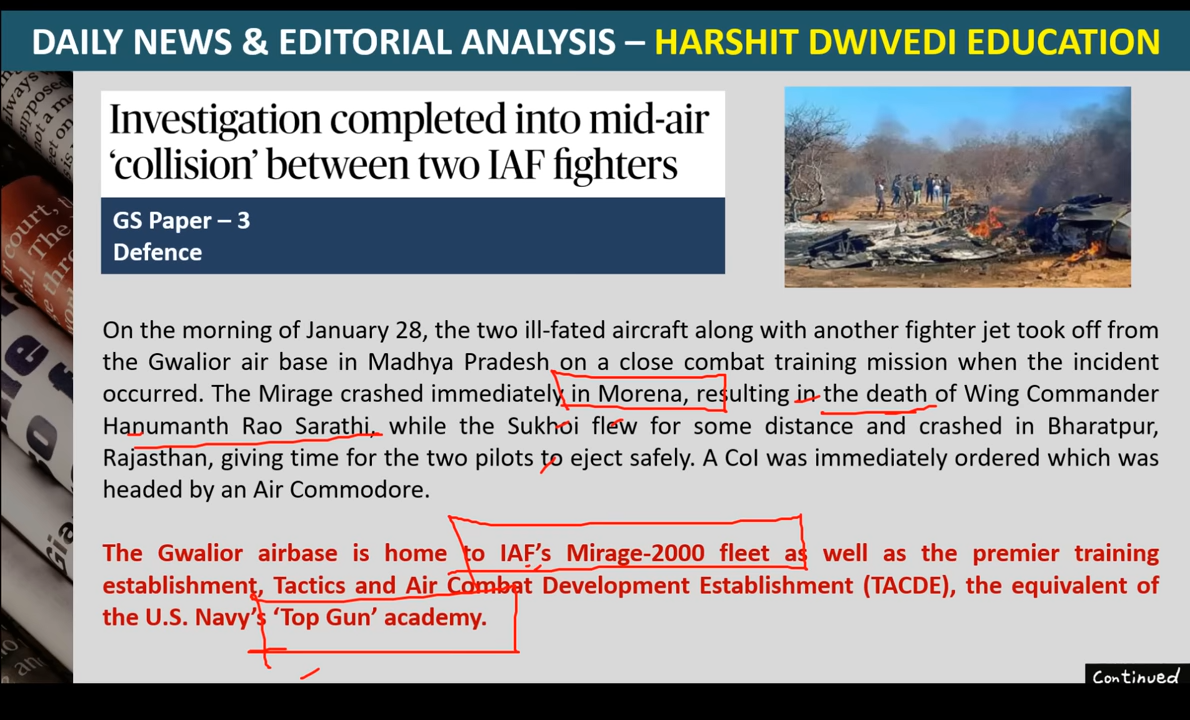 DAILY NEWS & EDITORIAL ANALYSIS – HARSHIT DWIVEDI EDUCATION
Investigation completed into mid-air
‘collision’ between two IAF fighters
GS Paper – 3
Defence
On the morning of January 28, the two ill-fated aircraft along with another fighter jet took off from
the Gwalior air base in Madhya Pradesh on a close combat training mission when the incident
occurred. The Mirage crashed immediately in Morena, resulting in the death of Wing Commander
Hanumanth Rao Sarathi, while the Sukhoi flew for some distance and crashed in Bharatpur,
Rajasthan, giving time for the two pilots to eject safely. A CoI was immediately ordered which was
headed by an Air Commodore.
The Gwalior airbase is home to IAF’s Mirage-2000 fleet as well as the premier training
establishment, Tactics and Air Combat Development Establishment (TACDE), the equivalent of
the U.S. Navy’s ‘Top Gun’ academy.
Continued